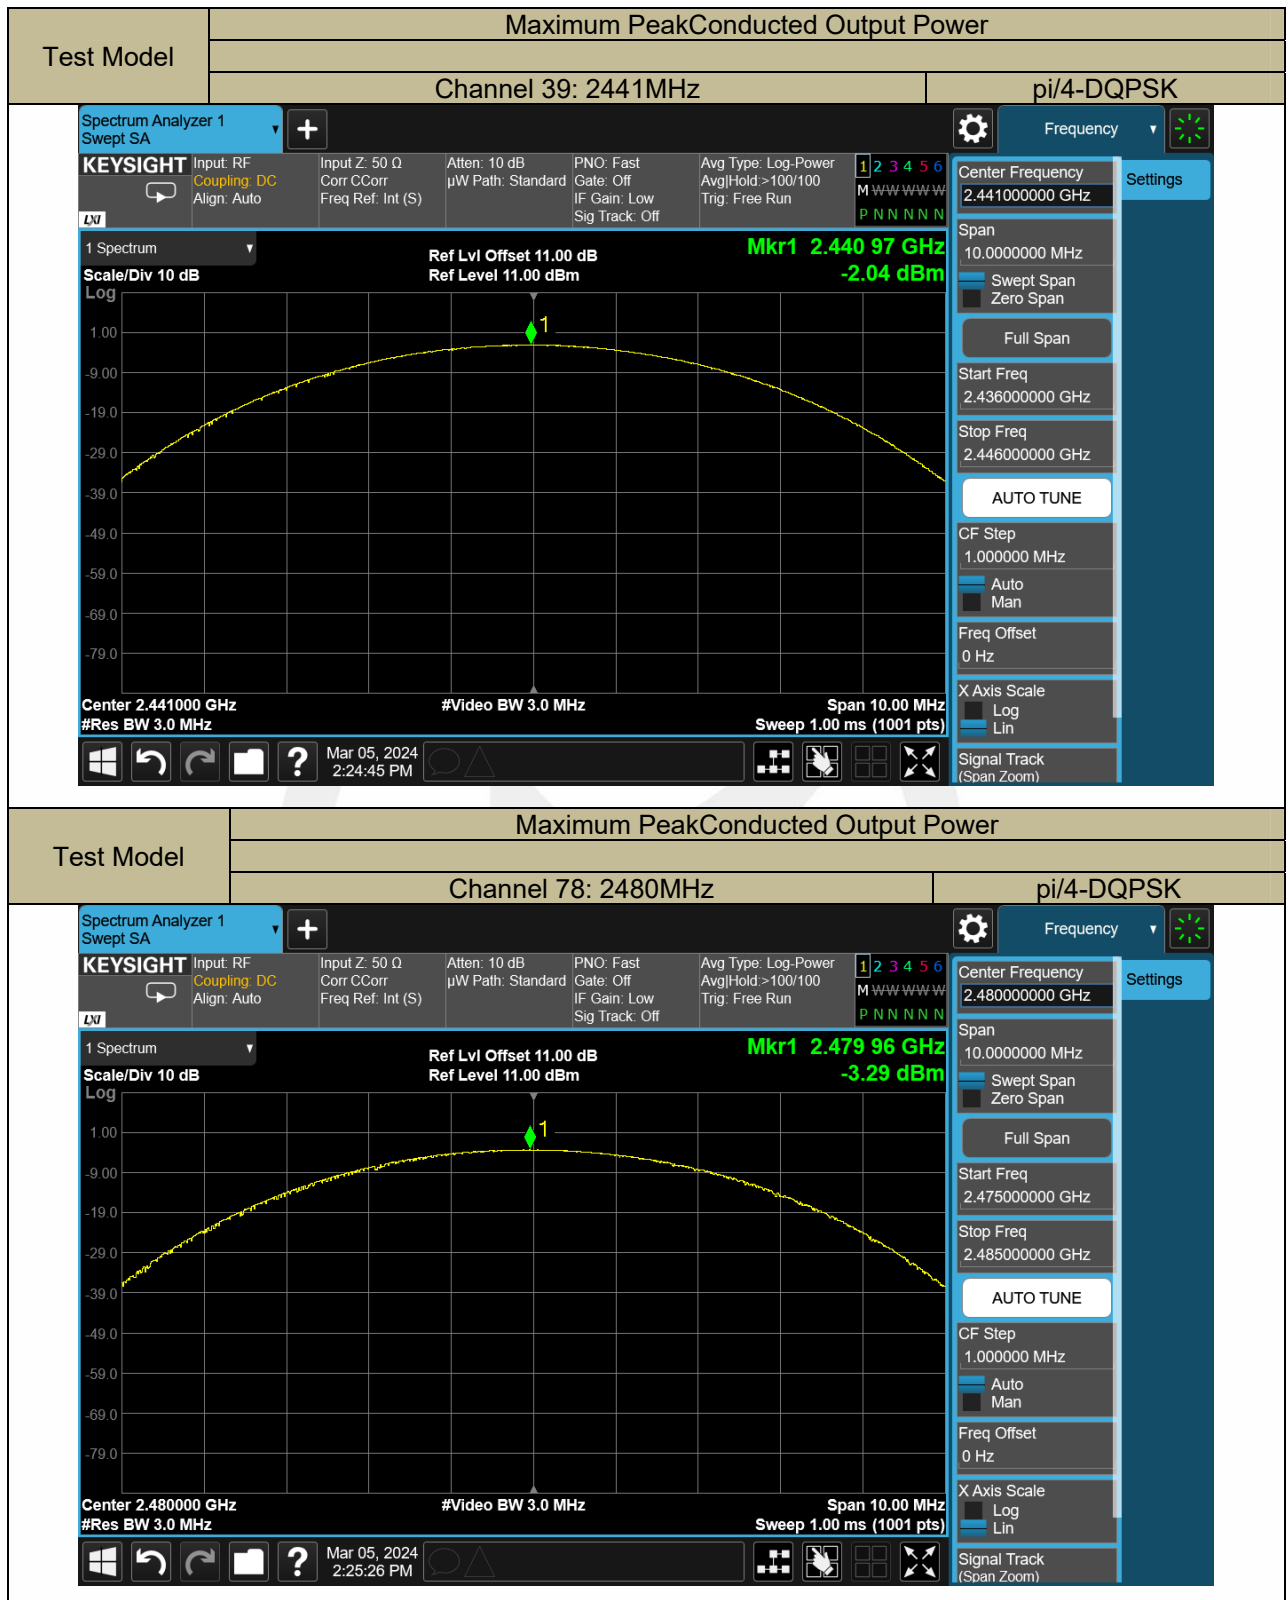 Test Model
Maximum PeakConducted Output Power
Channel 39: 2441MHz
pi/4-DQPSK
Spectrum Analyzer 1
Swept SA
Frequency
KEYSIGHT
LXI
Input: RF
Coupling: DC
Align: Auto
Input Z: 50 Ω
Corr CCorr
Freq Ref: Int (S)
Atten: 10 dB
µW Path: Standard
PNO: Fast
Gate: Off
IF Gain: Low
Sig Track: Off
Avg Type: Log-Power
Avg|Hold:>100/100
Trig: Free Run
1 2 3 4 5 6
M W W W W W
P N N N N N
1 Spectrum
Scale/Div 10 dB
Log
Ref Lvl Offset 11.00 dB
Ref Level 11.00 dBm
Mkr1 2.440 97 GHz
-2.04 dBm
1
1.00
-9.00
-19.0
-29.0
-39.0
-49.0
-59.0
-69.0
-79.0
Center 2.441000 GHz
#Res BW 3.0 MHz
#Video BW 3.0 MHz
Span 10.00 MHz
Sweep 1.00 ms (1001 pts)
Mar 05, 2024
2:24:45 PM
Center Frequency
2.441000000 GHz
Settings
Span
10.0000000 MHz
Swept Span
Zero Span
Full Span
Start Freq
2.436000000 GHz
Stop Freq
2.446000000 GHz
AUTO TUNE
CF Step
1.000000 MHz
Auto
Man
Freq Offset
0 Hz
X Axis Scale
Log
Lin
Signal Track
(Span Zoom)
Test Model
Maximum PeakConducted Output Power
Channel 78: 2480MHz
pi/4-DQPSK
Spectrum Analyzer 1
Swept SA
Frequency
KEYSIGHT
LXI
Input: RF
Coupling: DC
Align: Auto
Input Z: 50 Ω
Corr CCorr
Freq Ref: Int (S)
Atten: 10 dB
µW Path: Standard
PNO: Fast
Gate: Off
IF Gain: Low
Sig Track: Off
Avg Type: Log-Power
Avg|Hold:>100/100
Trig: Free Run
1 2 3 4 5 6
M W W W W W
P N N N N N
1 Spectrum
Scale/Div 10 dB
Log
Ref Lvl Offset 11.00 dB
Ref Level 11.00 dBm
Mkr1 2.479 96 GHz
-3.29 dBm
1
1.00
-9.00
-19.0
-29.0
-39.0
-49.0
-59.0
-69.0
-79.0
Center 2.480000 GHz
#Res BW 3.0 MHz
#Video BW 3.0 MHz
Span 10.00 MHz
Sweep 1.00 ms (1001 pts)
Mar 05, 2024
2:25:26 PM
Center Frequency
2.480000000 GHz
Settings
Span
10.0000000 MHz
Swept Span
Zero Span
Full Span
Start Freq
2.475000000 GHz
Stop Freq
2.485000000 GHz
AUTO TUNE
CF Step
1.000000 MHz
Auto
Man
Freq Offset
0 Hz
X Axis Scale
Log
Lin
Signal Track
(Span Zoom)